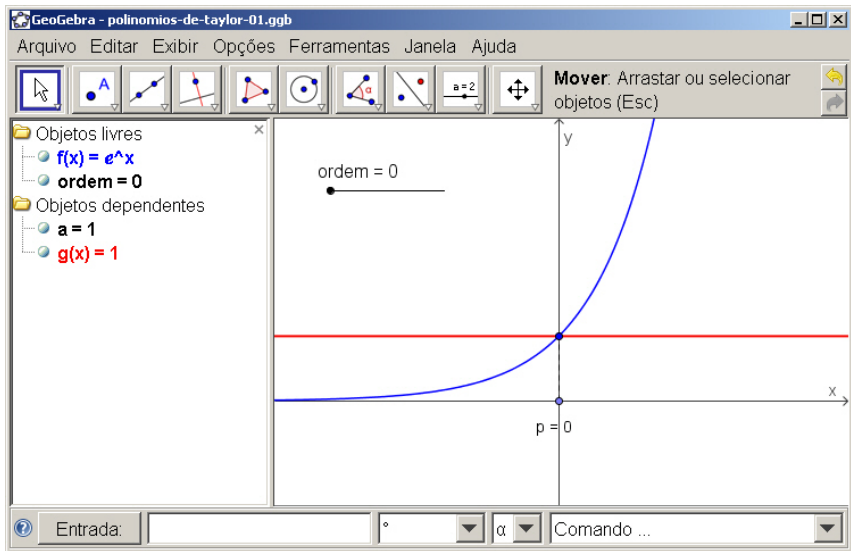 GeoGebra - polinomios-de-taylor-01.ggb
Arquivo Editar Exibir Opções Ferramentas Janela Ajuda
A
α
a = 2
Mover: Arrastar ou selecionar
objetos (Esc)
Objetos livres
f(x) = e^x
ordem = 0
Objetos dependentes
a = 1
g(x) = 1
ordem = 0
y
x
p = 0
Entrada:
°
α
Comando ...